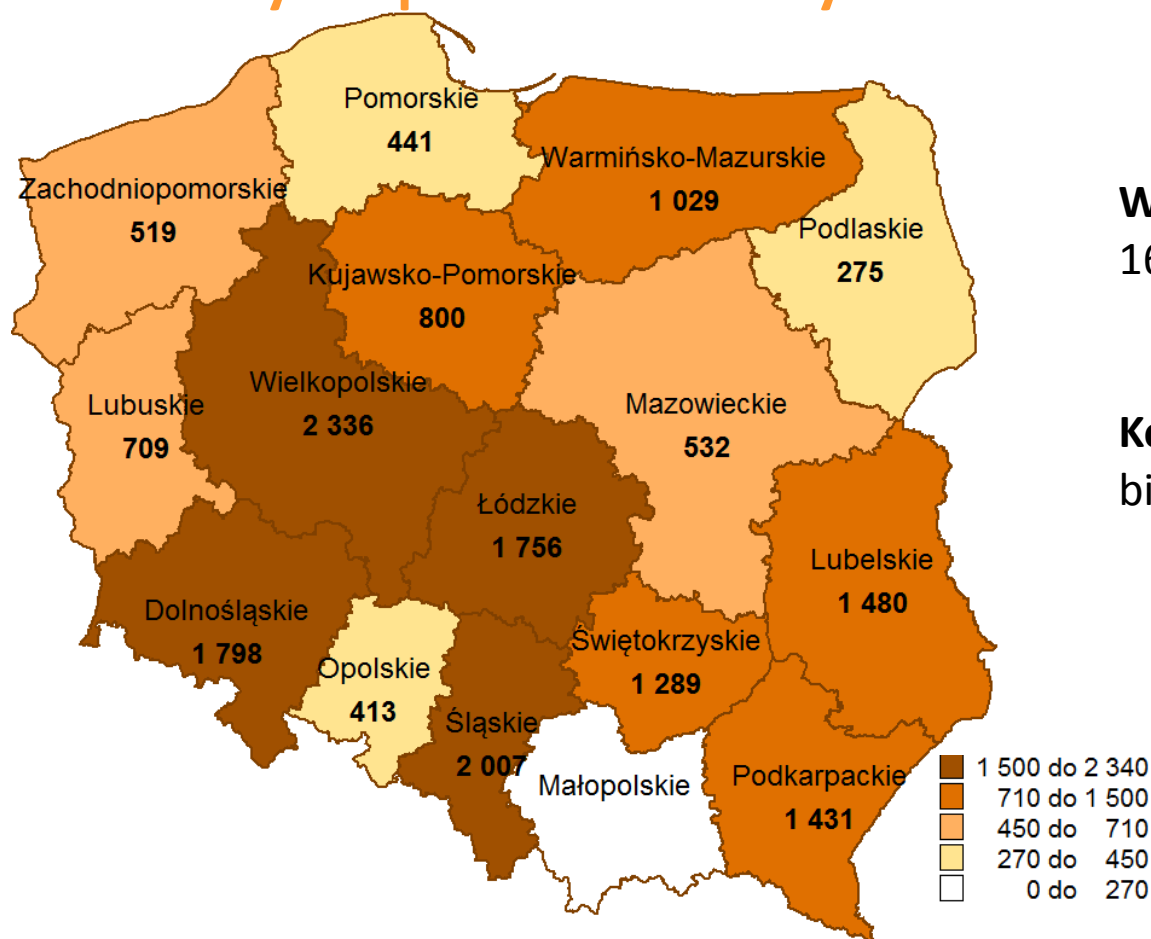 Pomorskie
441
Warmińsko-Mazurskie
1 029
Zachodniopomorskie
519
Podlaskie
275
Kujawsko-Pomorskie
800
Wielkopolskie
2 336
Lubuskie
709
Mazowieckie
532
Łódzkie
1 756
Lubelskie
1 480
Dolnośląskie
1 798
Świętokrzyskie
1 289
Opolskie
413
Śląskie
2 007
Małopolskie
Podkarpackie
1 431
1 500 do 2 340
710 do 1 500
450 do 710
270 do 450
0 do 270
16
bi